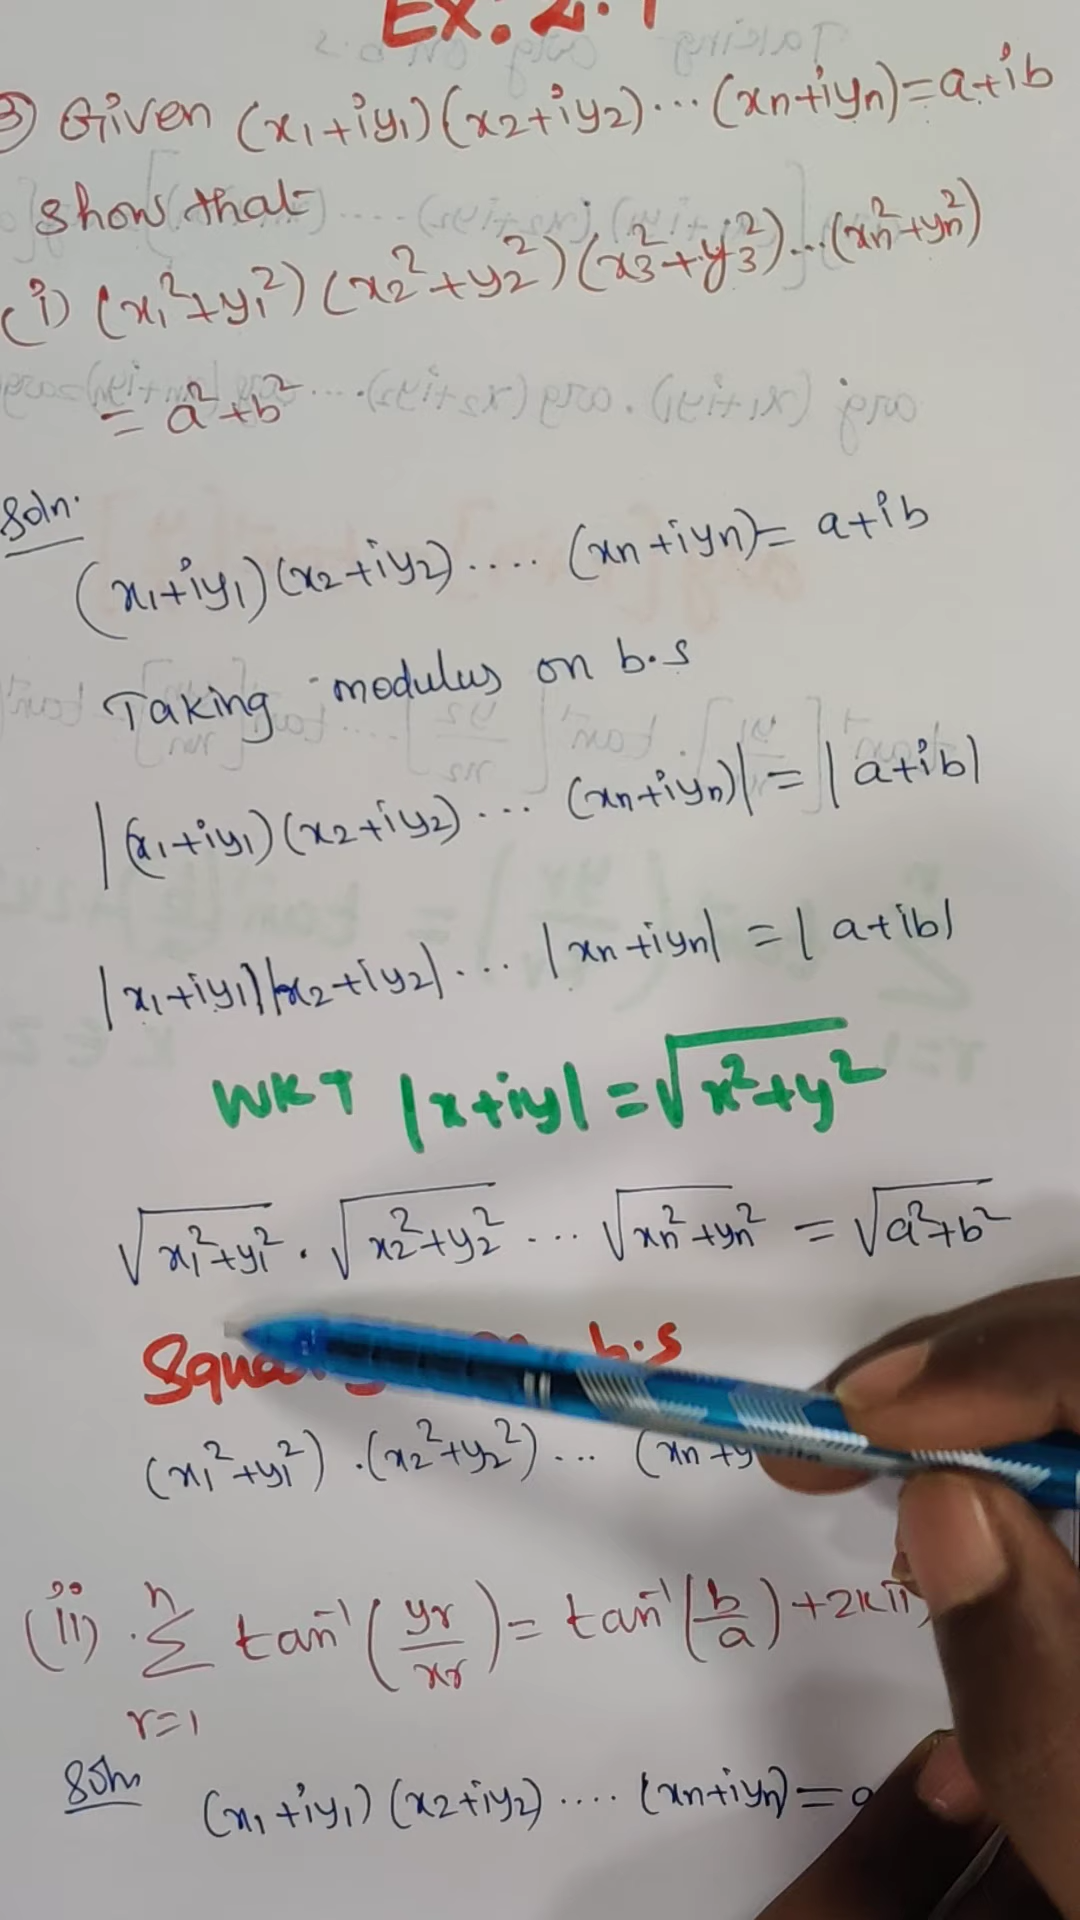 Ex: 2.7
3) Given (x₁+iy₁)(x₂+iy₂)...(xn+iyn)=a+ib
show that
(i) (x₁²+y₁²)(x₂²+y₂²)(x₃²+y₃²)...(xn²+yn²)
= a²+b²
Soln.
(x₁+iy₁)(x₂+iy₂).... (xn+iyn)= a+ib
Taking modulus on b.s
|(x₁+iy₁)(x₂+iy₂)... (xn+iyn)|=|a+ib|
|x₁+iy₁||x₂+iy₂|... |xn+iyn| =|a+ib|
WKT |x+iy|=√x²+y²
√x₁²+y₁² . √x₂²+y₂² ... √xn²+yn² = √a²+b²
b.s
(x₁²+y₁²).(x₂²+y₂²)... (xn+y
(ii) . n∑r=1 tan⁻¹(yr/xr)= tan⁻¹(b/a)+2kπ
Soln (x₁+iy₁)(x₂+iy₂).... (xn+iyn)=